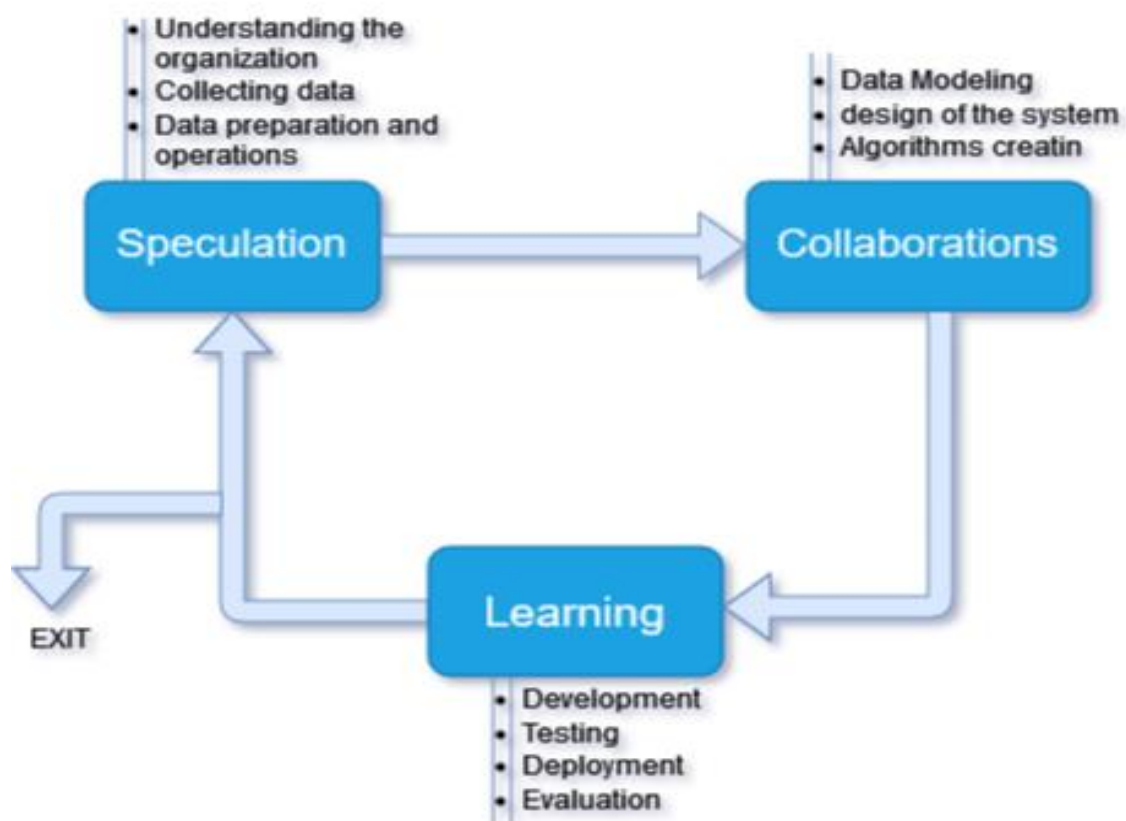 • Understanding the
organization
• Collecting data
• Data preparation and
operations
• Data Modeling
• design of the system
• Algorithms creatin
Speculation
Collaborations
Learning
EXIT
• Development
• Testing
• Deployment
• Evaluation